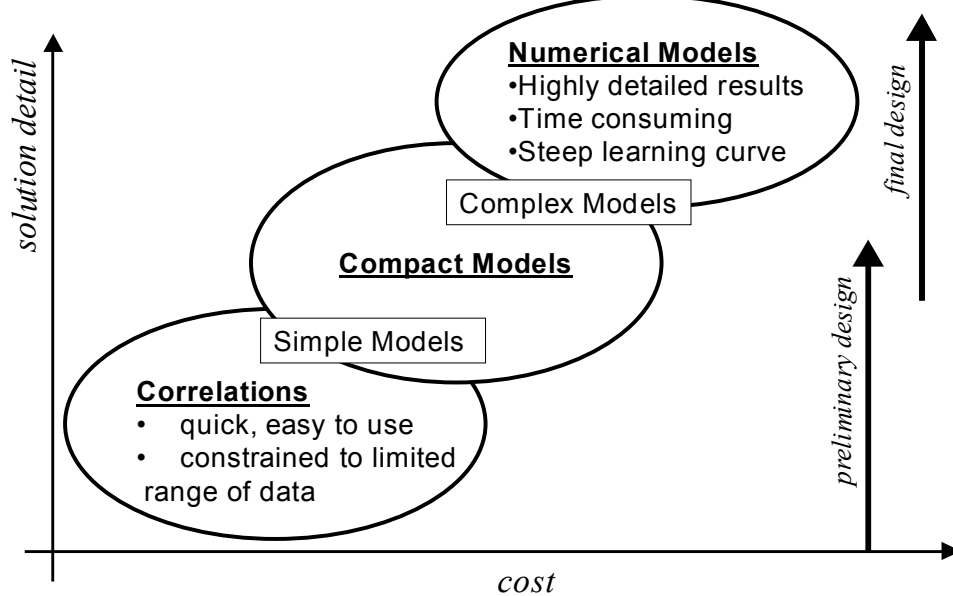 Numerical Models
•Highly detailed results
•Time consuming
•Steep learning curve
Complex Models
Compact Models
Simple Models
Correlations
• quick, easy to use
• constrained to limited
range of data
solution detail
cost
preliminary design
final design